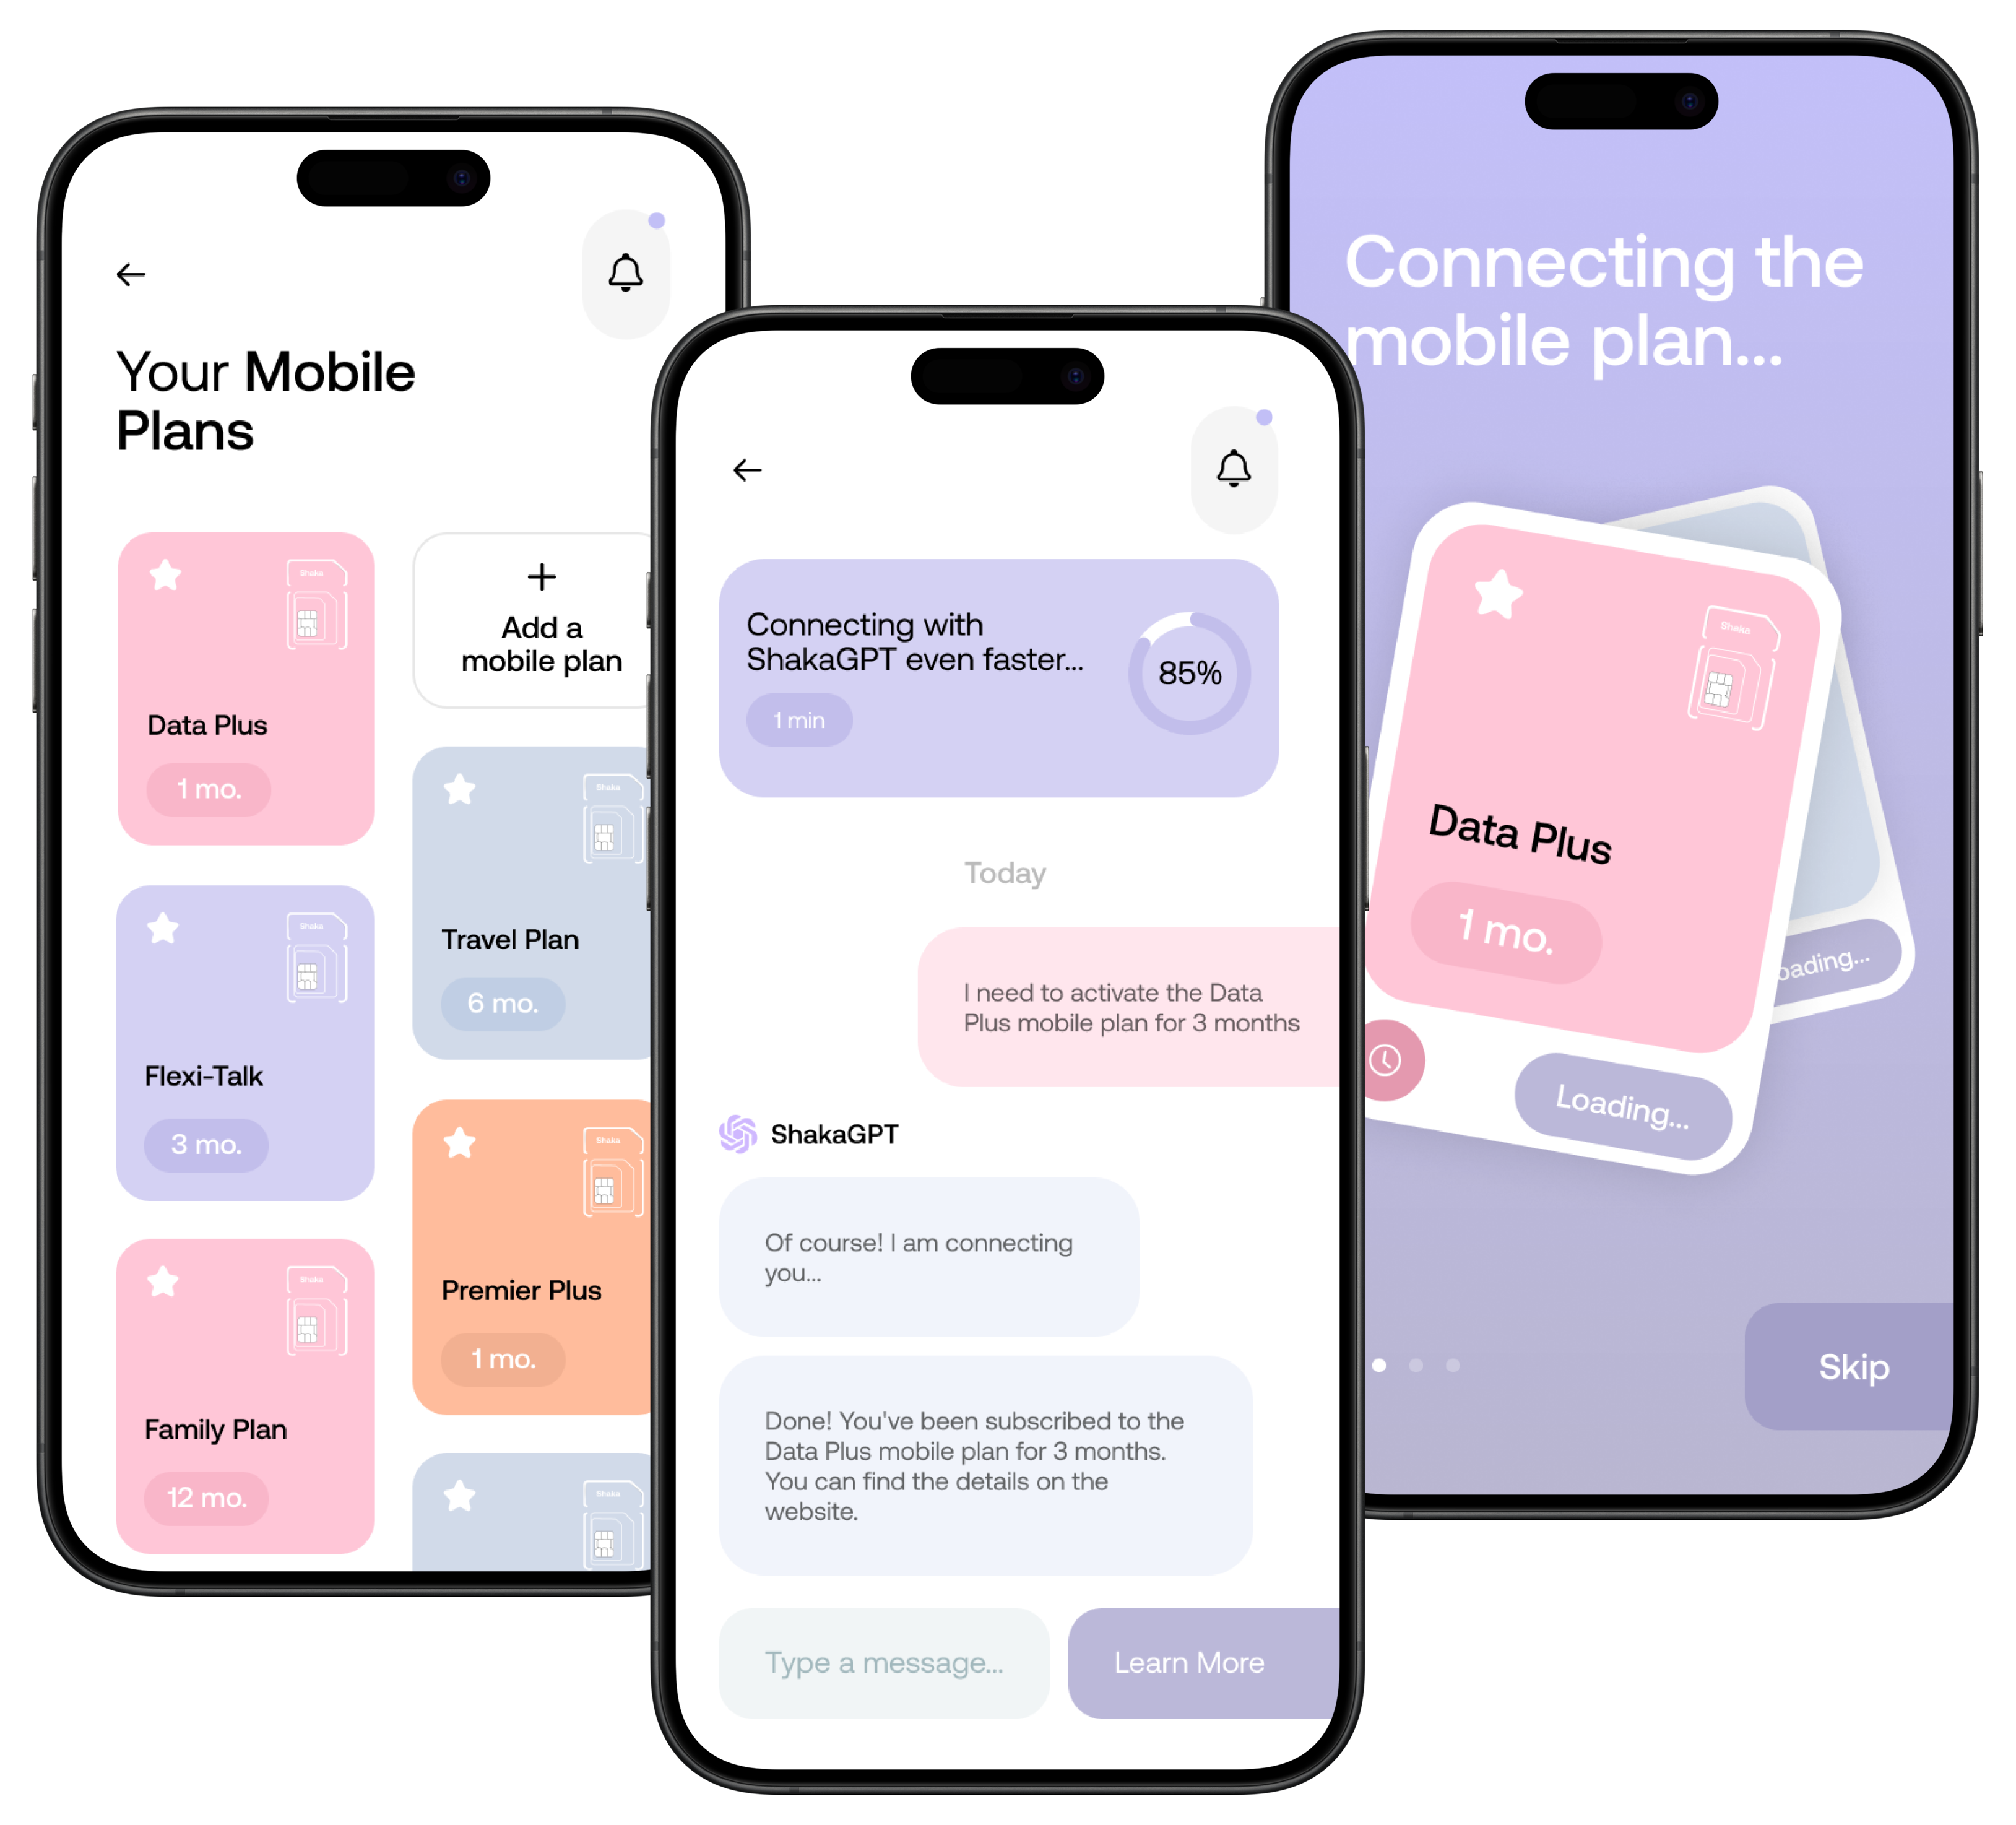 Your Mobile
Plans
Shaka
Data Plus
1 mo.
Shaka
Flexi-Talk
3 mo.
Shaka
Family Plan
12 mo.
Add a
mobile plan
Shaka
Travel Plan
6 mo.
Shaka
Premier Plus
1 mo.
Shaka
Connecting with
ShakaGPT even faster...
1 min
85%
Today
I need to activate the Data
Plus mobile plan for 3 months
ShakaGPT
Of course! I am connecting
you...
Done! You've been subscribed to the
Data Plus mobile plan for 3 months.
You can find the details on the
website.
Type a message...
Learn More
Connecting the
mobile plan...
Shaka
Data Plus
1 mo.
oading...
Loading...
Skip